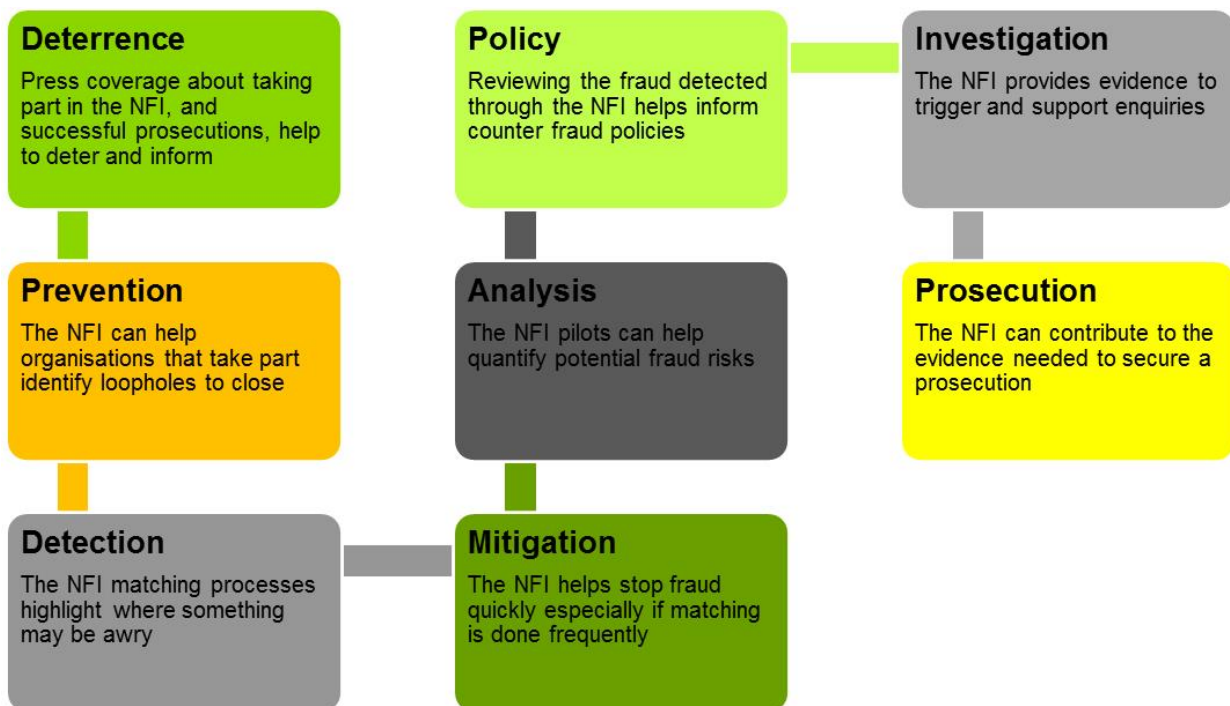 Deterrence
Press coverage about taking
part in the NFI, and
successful prosecutions, help
to deter and inform
Prevention
The NFI can help
organisations that take part
identify loopholes to close
Detection
The NFI matching processes
highlight where something
may be awry
Mitigation
The NFI helps stop fraud
quickly especially if matching
is done frequently
Analysis
The NFI pilots can help
quantify potential fraud risks
Policy
Reviewing the fraud detected
through the NFI helps inform
counter fraud policies
Investigation
The NFI provides evidence to
trigger and support enquiries
Prosecution
The NFI can contribute to the
evidence needed to secure a
prosecution